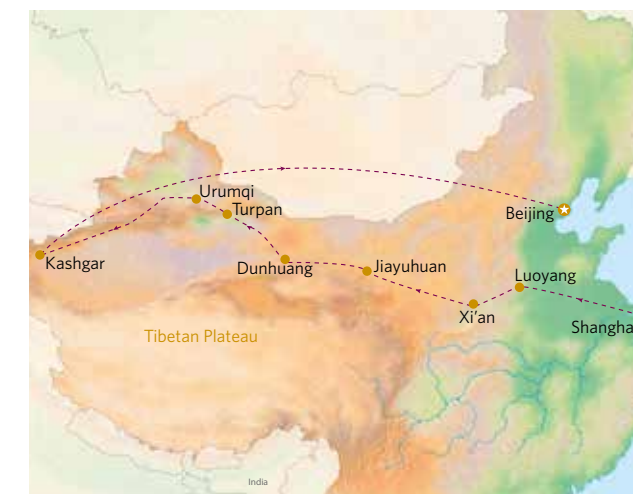 Urumqi
Turpan
Beijing
Kashgar
Dunhuang
Jiayuhuan
Luoyang
Xi'an
Shangha
Tibetan Plateau
India